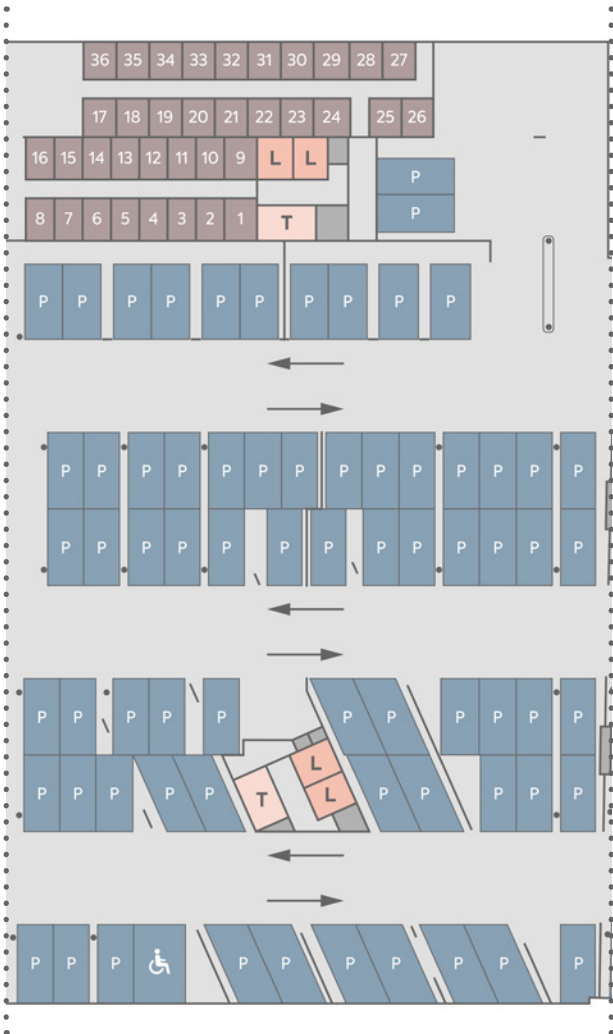 36 35 34 33 32 31 30 29 28 27
17 18 19 20 21 22 23 24 25 26
16 15 14 13 12 11 10 9 L L
P
P
8 7 6 5 4 3 2 1 T
P P P P P P P P P P
P P P P P P P P P P P P P P
P P P P P P P P P P P P P
P P P P P P P P P P P
L
P P P P P T L P P P P P
P P P P P P P P P P